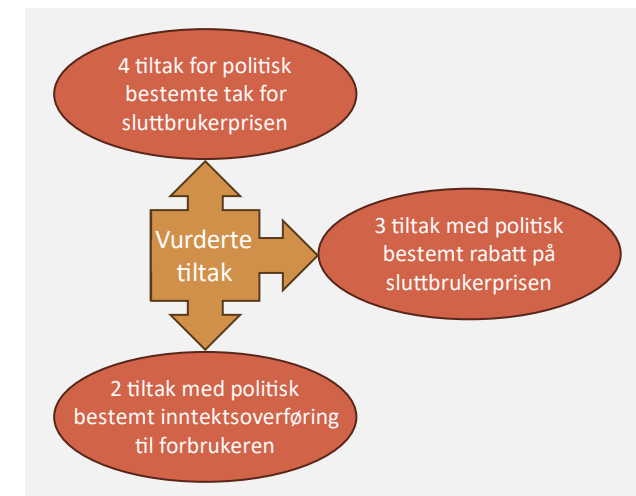 4 tiltak for politisk
bestemte tak for
sluttbrukerprisen
Vurderte
tiltak
3 tiltak med politisk
bestemt rabatt på
sluttbrukerprisen
2 tiltak med politisk
bestemt inntektsoverføring
til forbrukeren